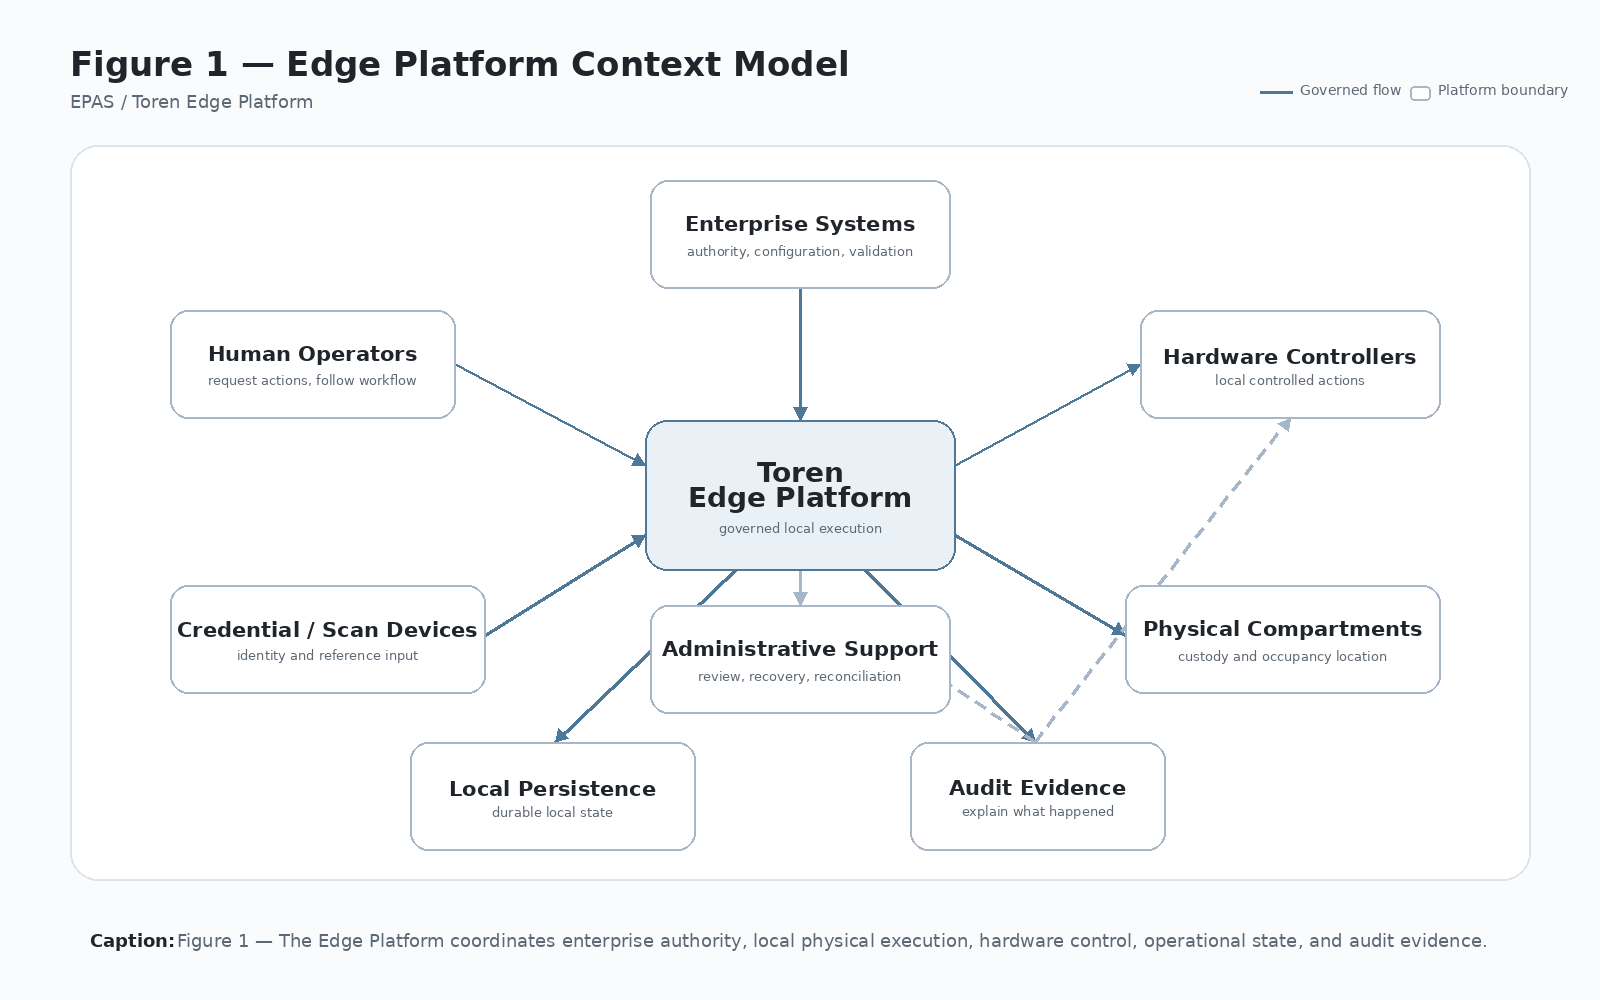 Figure 1 — Edge Platform Context Model
EPAS / Toren Edge Platform
Governed flow
Platform boundary
Enterprise Systems
authority, configuration, validation
Human Operators
request actions, follow workflow
Hardware Controllers
local controlled actions
Toren
Edge Platform
governed local execution
Credential / Scan Devices
identity and reference input
Administrative Support
review, recovery, reconciliation
Physical Compartments
custody and occupancy location
Local Persistence
durable local state
Audit Evidence
explain what happened
Caption: Figure 1 — The Edge Platform coordinates enterprise authority, local physical execution, hardware control, operational state, and audit evidence.